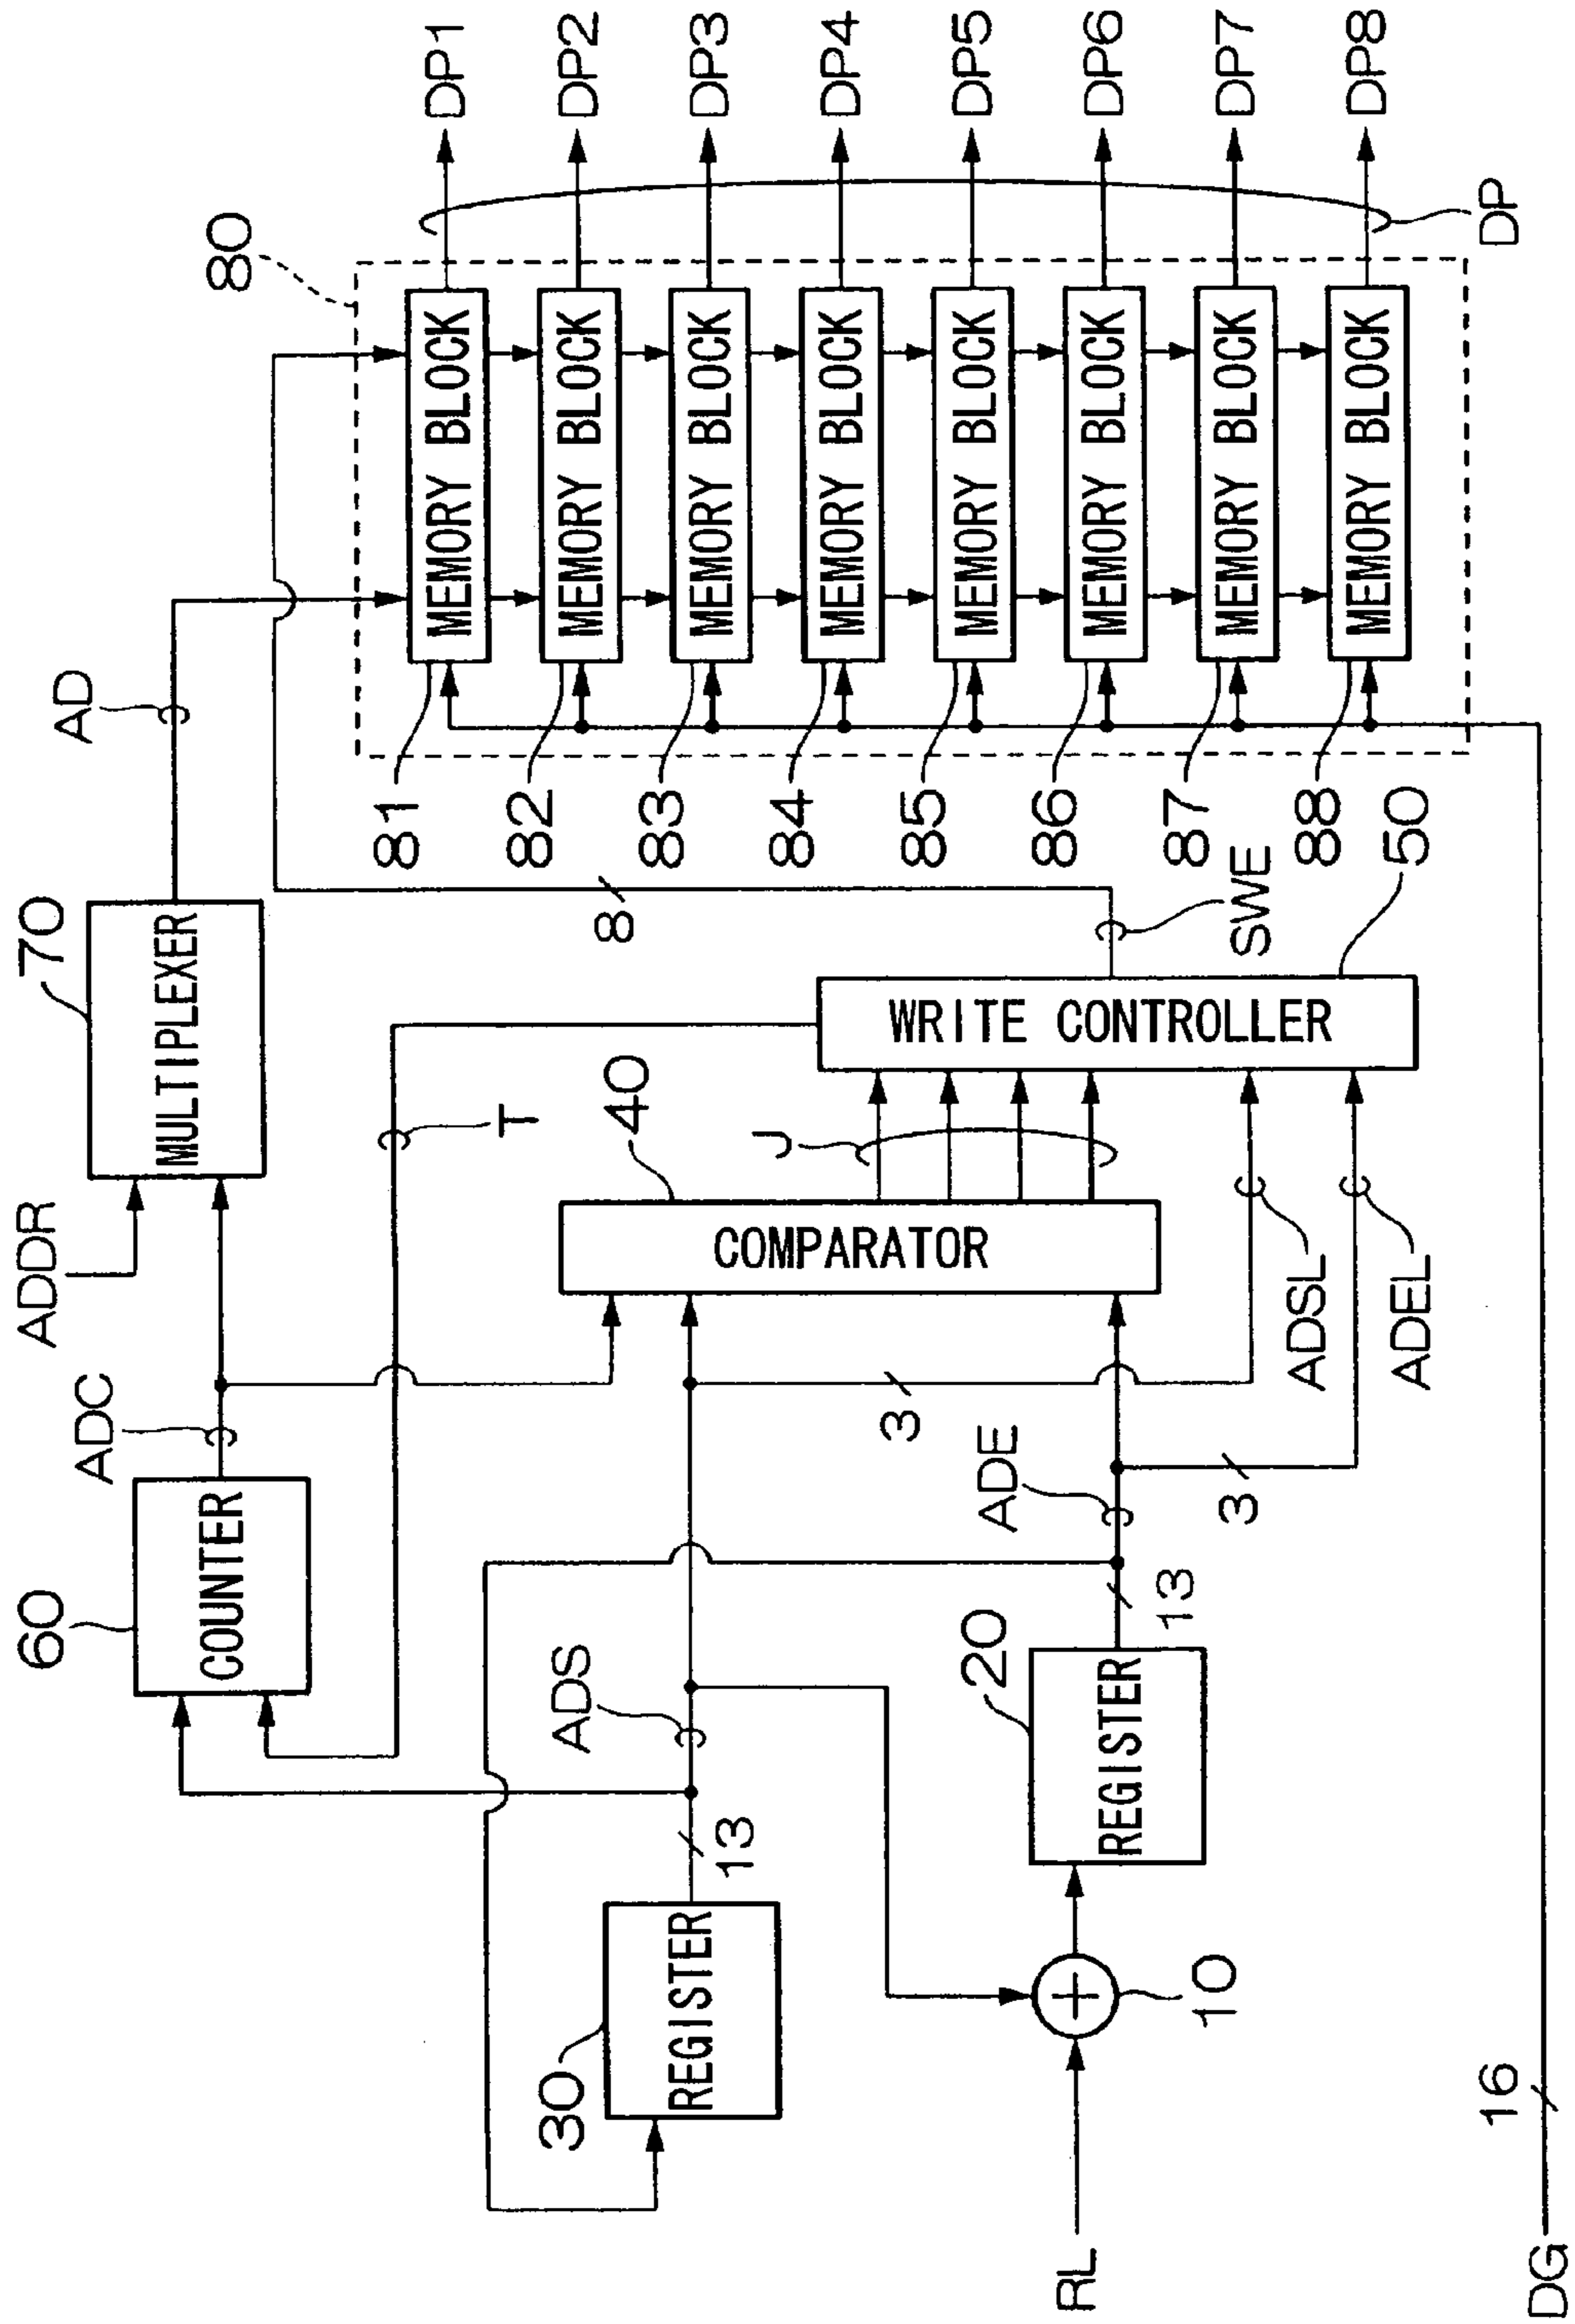 ADDR
70
MULTIPLEXER
AD
80
60
COUNTER
ADC
T
8
81
MEMORY BLOCK
DP1
82
MEMORY BLOCK
DP2
83
MEMORY BLOCK
DP3
84
MEMORY BLOCK
DP4
85
MEMORY BLOCK
DP5
86
MEMORY BLOCK
DP6
87
MEMORY BLOCK
DP7
88
MEMORY BLOCK
DP8
DP
30
REGISTER
13
ADS
40
COMPARATOR
J
WRITE CONTROLLER
50
SWE
3
ADSL
ADEL
RL
10
20
REGISTER
13
ADE
3
DG
16